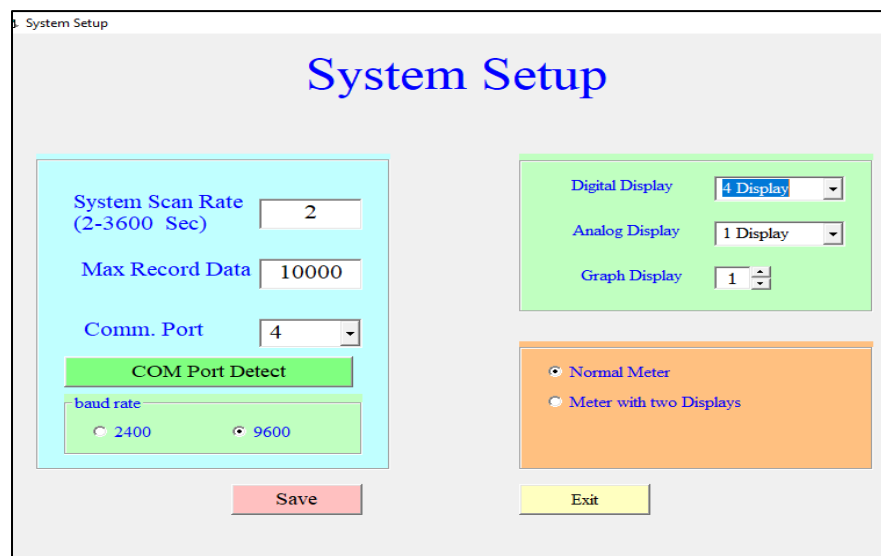 System Setup
System Setup
System Scan Rate
(2-3600 Sec)
2
Max Record Data
10000
Comm. Port
4
COM Port Detect
baud rate
2400
9600
Save
Digital Display
4 Display
Analog Display
1 Display
Graph Display
1
Normal Meter
Meter with two Displays
Exit